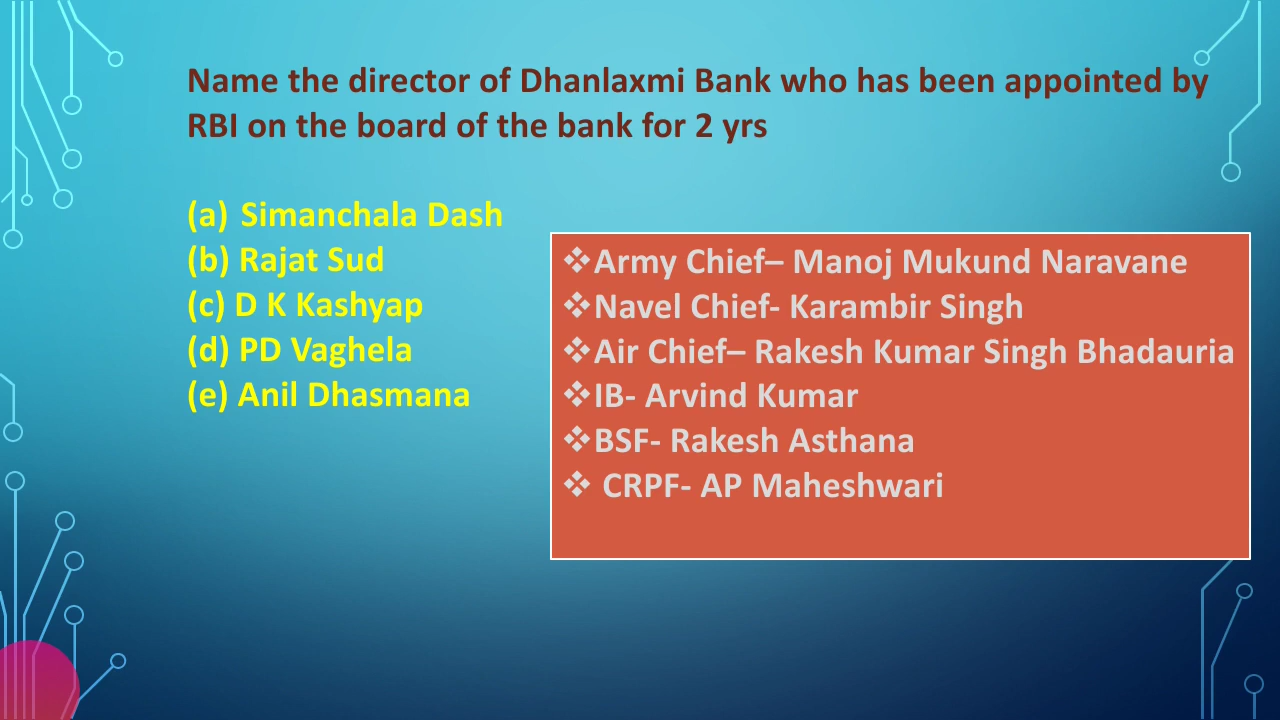 Name the director of Dhanlaxmi Bank who has been appointed by
RBI on the board of the bank for 2 yrs
(a) Simanchala Dash
(b) Rajat Sud
(c) D K Kashyap
(d) PD Vaghela
(e) Anil Dhasmana
❖Army Chief– Manoj Mukund Naravane
❖Navel Chief- Karambir Singh
❖Air Chief– Rakesh Kumar Singh Bhadauria
❖IB- Arvind Kumar
❖BSF- Rakesh Asthana
❖ CRPF- AP Maheshwari